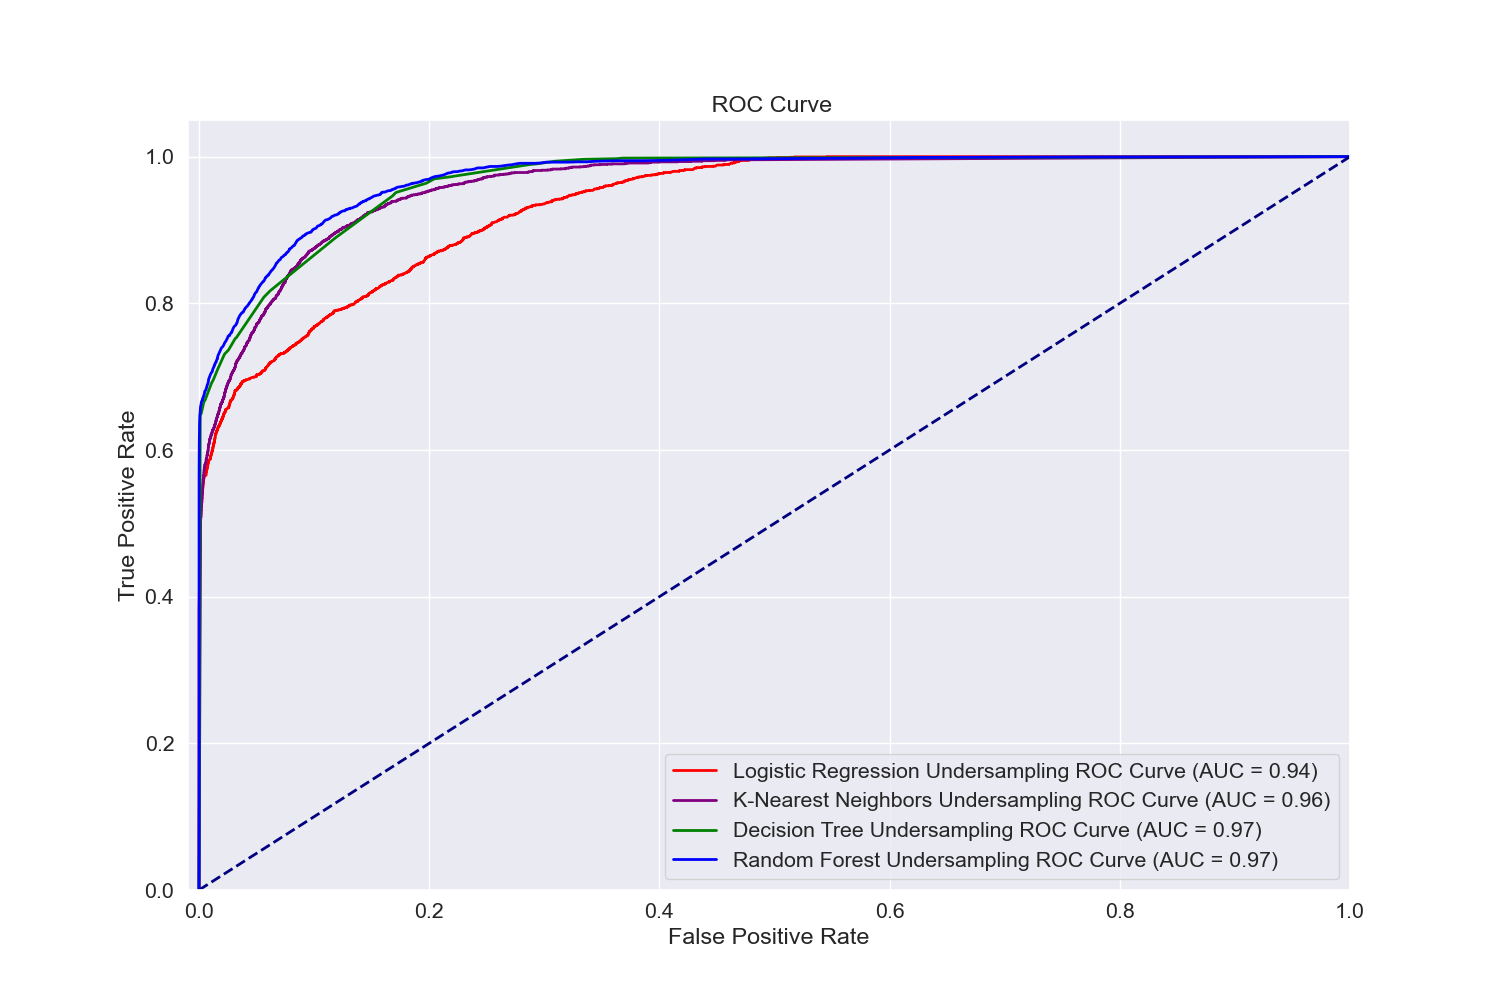 ROC Curve
1.0
0.8
0.6
0.4
0.2
0.0
True Positive Rate
Logistic Regression Undersampling ROC Curve (AUC = 0.94)
K-Nearest Neighbors Undersampling ROC Curve (AUC = 0.96)
Decision Tree Undersampling ROC Curve (AUC = 0.97)
Random Forest Undersampling ROC Curve (AUC = 0.97)
0.0 0.2 0.4 0.6 0.8 1.0
False Positive Rate